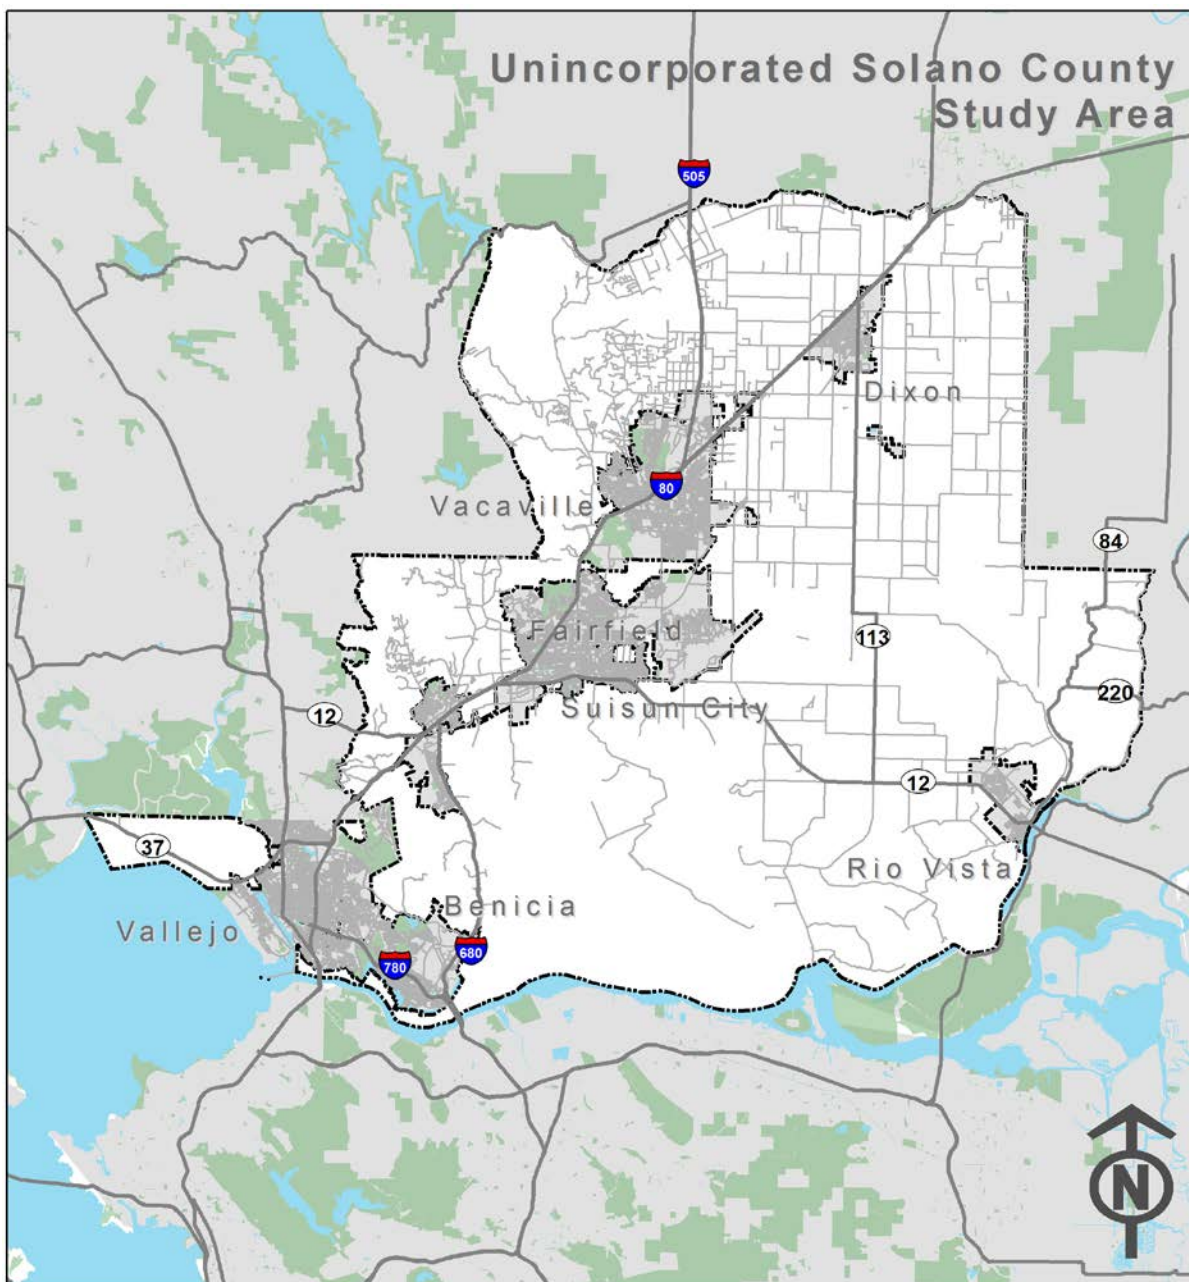 Unincorporated Solano County
Study Area
505
Dixon
80
Vacaville
84
Fairfield
113
220
12
Suisun City
12
37
Rio Vista
Benicia
Vallejo
680
780
N